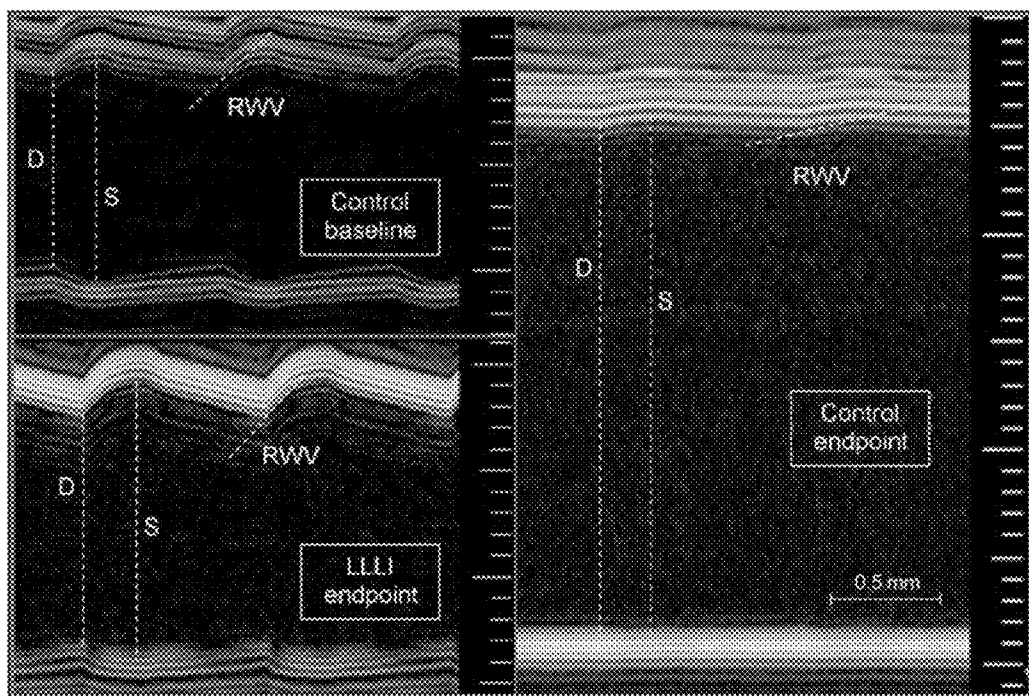 RWV
D
S
Control
baseline
RWV
D
S
LLLI
endpoint
RWV
D
S
Control
endpoint
0.5 mm